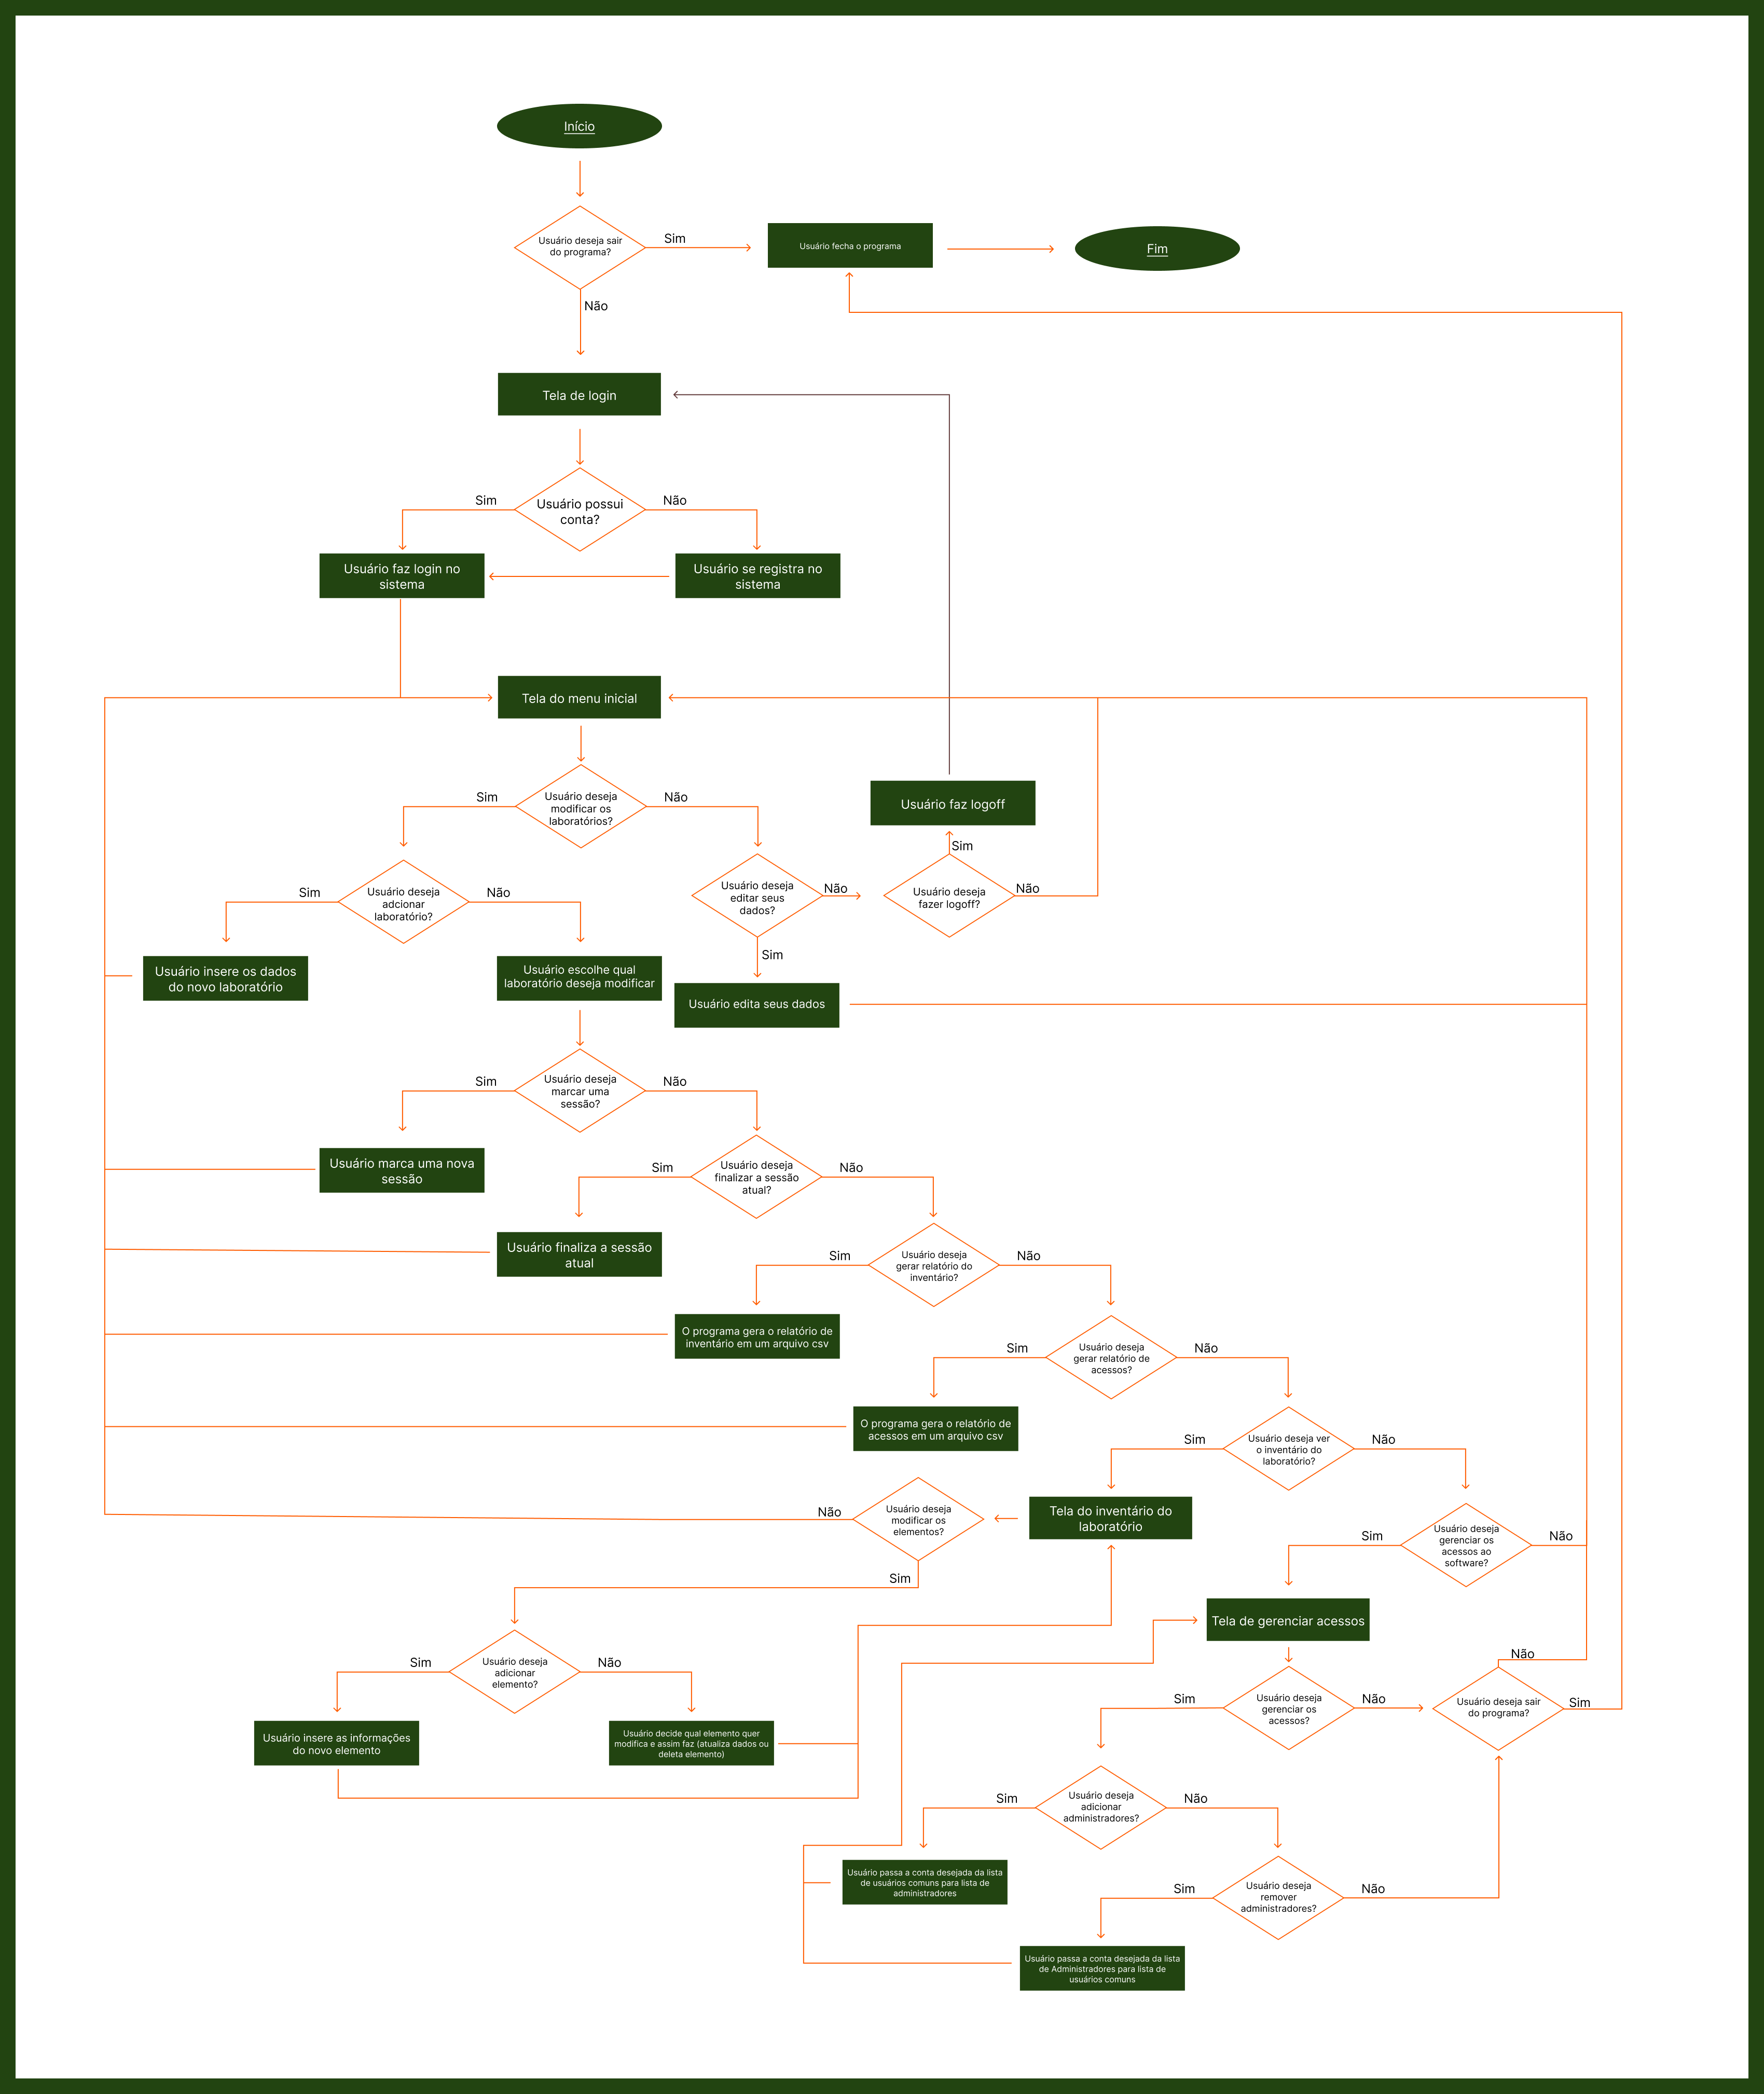 Início
Usuário deseja sair
do programa?
Sim
Usuário fecha o programa
Fim
Não
Tela de login
Usuário possui
conta?
Sim
Não
Usuário faz login no
sistema
Usuário se registra no
sistema
Tela do menu inicial
Usuário deseja
modificar os
laboratórios?
Sim
Não
Usuário faz logoff
Sim
Usuário deseja
adcionar
laboratório?
Sim
Não
Usuário deseja
editar seus
dados?
Não
Usuário deseja
fazer logoff?
Não
Sim
Usuário insere os dados
do novo laboratório
Usuário escolhe qual
laboratório deseja modificar
Usuário edita seus dados
Usuário deseja
marcar uma
sessão?
Sim
Não
Usuário marca uma nova
sessão
Usuário deseja
finalizar a sessão
atual?
Sim
Não
Usuário finaliza a sessão
atual
Usuário deseja
gerar relatório do
inventário?
Sim
Não
O programa gera o relatório de
inventário em um arquivo csv
Usuário deseja
gerar relatório de
acessos?
Sim
Não
O programa gera o relatório de
acessos em um arquivo csv
Usuário deseja ver
o inventário do
laboratório?
Sim
Não
Tela do inventário do
laboratório
Usuário deseja
modificar os
elementos?
Não
Sim
Usuário deseja
gerenciar os
acessos ao
software?
Sim
Não
Tela de gerenciar acessos
Usuário deseja
adicionar
elemento?
Sim
Não
Usuário insere as informações
do novo elemento
Usuário decide qual elemento quer
modifica e assim faz (atualiza dados ou
deleta elemento)
Usuário deseja
gerenciar os
acessos?
Sim
Não
Não
Usuário deseja sair
do programa?
Sim
Usuário deseja
adicionar
administradores?
Sim
Não
Usuário passa a conta desejada da lista
de usuários comuns para lista de
administradores
Usuário deseja
remover
administradores?
Sim
Não
Usuário passa a conta desejada da lista
de Administradores para lista de
usuários comuns